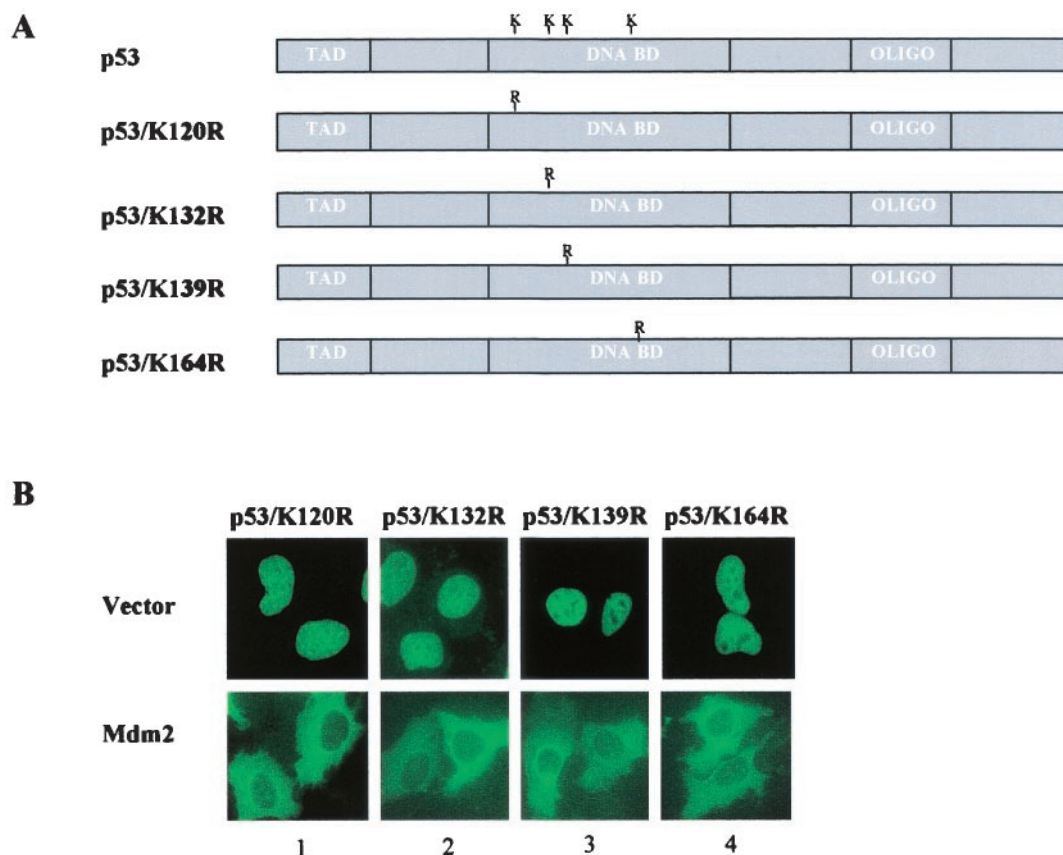 A
K K K K
p53 TAD DNA BD OLIGO
R
p53/K120R TAD DNA BD OLIGO
R
p53/K132R TAD DNA BD OLIGO
R
p53/K139R TAD DNA BD OLIGO
R
p53/K164R TAD DNA BD OLIGO
B
p53/K120R p53/K132R p53/K139R p53/K164R
Vector
Mdm2
1 2 3 4